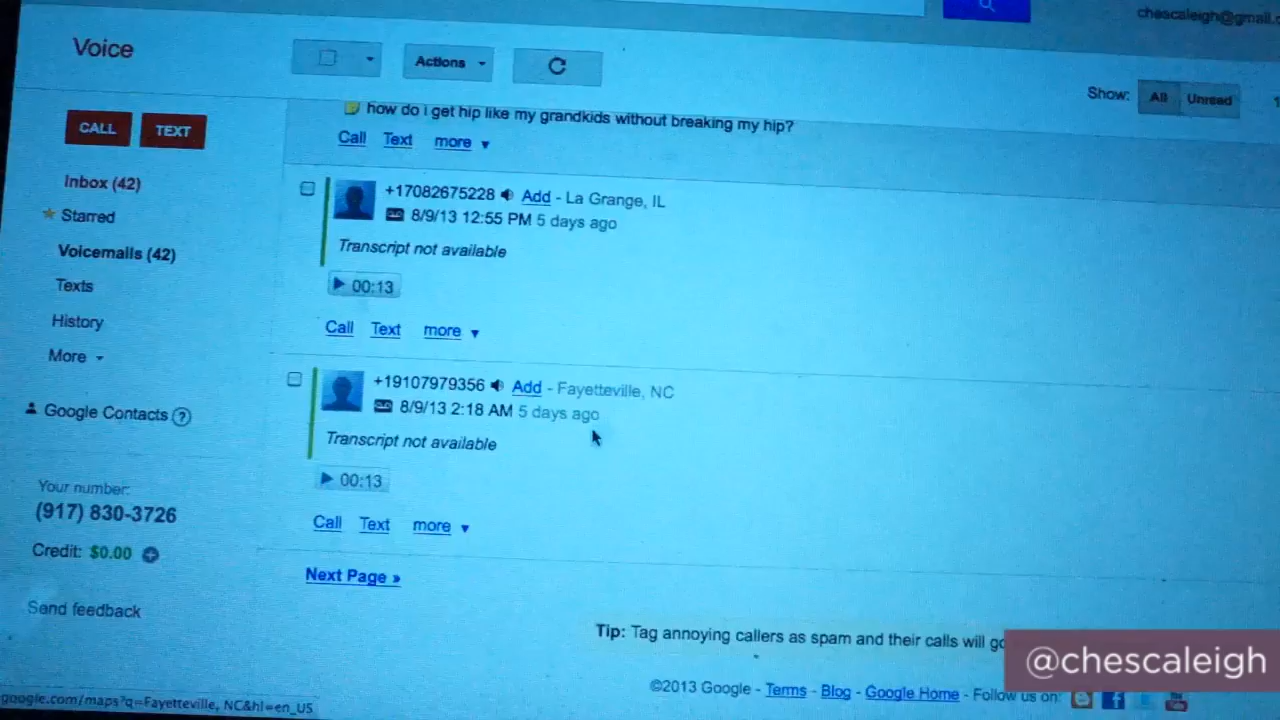 chescaleigh@gmail.c
Voice
Actions
Show: All Unread
how do i get hip like my grandkids without breaking my hip?
Call Text more
CALL TEXT
Inbox (42)
+17082675228 Add - La Grange, IL
Starred
8/9/13 12:55 PM 5 days ago
Voicemails (42)
Transcript not available
Texts
00:13
History
Call Text more
More
+19107979356 Add - Fayetteville, NC
Google Contacts ?
8/9/13 2:18 AM 5 days ago
Transcript not available
Your number:
00:13
(917) 830-3726
Call Text more
Credit: $0.00
Next Page »
Send feedback
Tip: Tag annoying callers as spam and their calls will go
@chescaleigh
©2013 Google - Terms - Blog - Google Home - Follow us on:
google.com/maps?q=Fayetteville, NC&hl=en_US